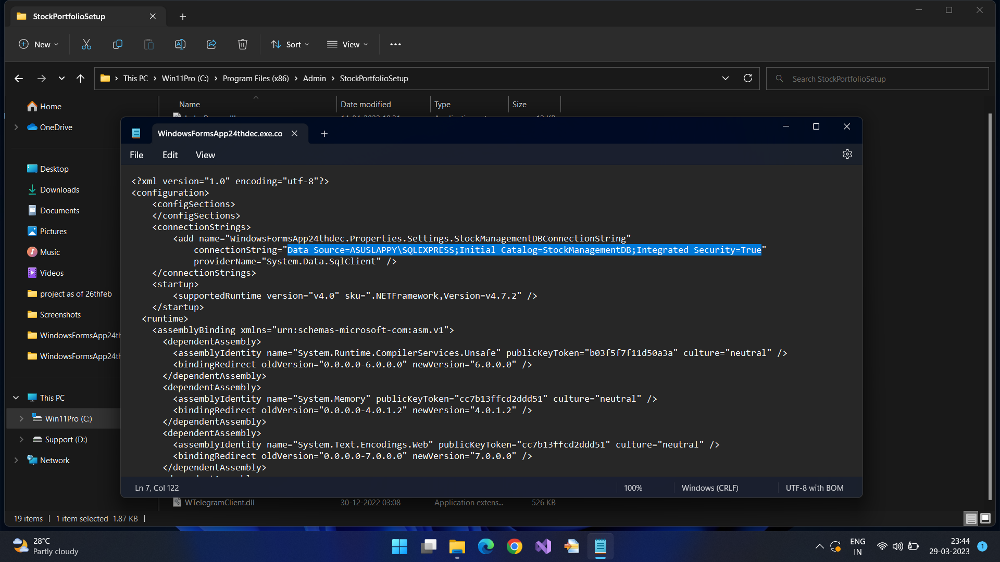 StockPortfolioSetup
New
Sort
View
This PC
Win11Pro (C:)
Program Files (x86)
Admin
StockPortfolioSetup
Search StockPortfolioSetup
Name
Date modified
Type
Size
Home
OneDrive
Desktop
Downloads
Documents
Pictures
Music
Videos
project as of 26thfeb
Screenshots
WindowsFormsApp24th
WindowsFormsApp24th
This PC
Win11Pro (C:)
Support (D:)
Network
WindowsFormsApp24thdec.exe.co
File
Edit
View
<?xml version="1.0" encoding="utf-8"?>
<configuration>
<configSections>
</configSections>
<connectionStrings>
<add name="WindowsFormsApp24thdec.Properties.Settings.StockManagementDBConnectionString"
connectionString="Data Source=ASUSLAPPY\SQLEXPRESS;Initial Catalog=StockManagementDB;Integrated Security=True"
providerName="System.Data.SqlClient" />
</connectionStrings>
<startup>
<supportedRuntime version="v4.0" sku=".NETFramework,Version=v4.7.2" />
</startup>
<runtime>
<assemblyBinding xmlns="urn:schemas-microsoft-com:asm.v1">
<dependentAssembly>
<assemblyIdentity name="System.Runtime.CompilerServices.Unsafe" publicKeyToken="b03f5f7f11d50a3a" culture="neutral" />
<bindingRedirect oldVersion="0.0.0.0-6.0.0.0" newVersion="6.0.0.0" />
</dependentAssembly>
<dependentAssembly>
<assemblyIdentity name="System.Memory" publicKeyToken="cc7b13ffcd2ddd51" culture="neutral" />
<bindingRedirect oldVersion="0.0.0.0-4.0.1.2" newVersion="4.0.1.2" />
</dependentAssembly>
<dependentAssembly>
<assemblyIdentity name="System.Text.Encodings.Web" publicKeyToken="cc7b13ffcd2ddd51" culture="neutral" />
<bindingRedirect oldVersion="0.0.0.0-7.0.0.0" newVersion="7.0.0.0" />
</dependentAssembly>
Ln 7, Col 122
100%
Windows (CRLF)
UTF-8 with BOM
WTelegramClient.dll
30-12-2022 03:08
Application extens...
526 KB
19 items
1 item selected 1.87 KB
28°C
Partly cloudy
ENG
IN
23:44
29-03-2023
1